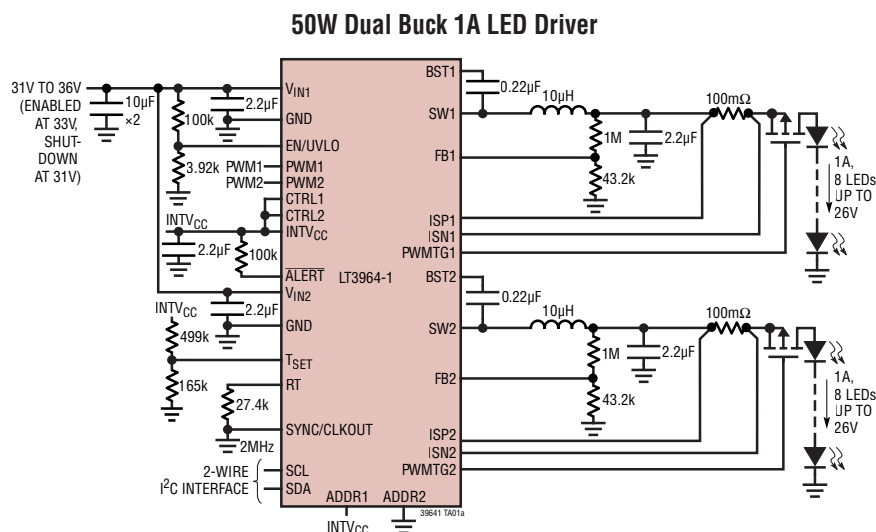 50W Dual Buck 1A LED Driver
31V TO 36V
(ENABLED
AT 33V,
SHUT-
DOWN
AT 31V)
10µF
×2
100k
3.92k
2.2µF
VIN1
GND
EN/UVLO
PWM1
PWM1
PWM2
PWM2
CTRL1
CTRL2
INTVCC
INTVCC
2.2µF
100k
ALERT
LT3964-1
VIN2
2.2µF
GND
INTVCC
499k
165k
TSET
RT
27.4k
SYNC/CLKOUT
2MHz
2-WIRE
I2C INTERFACE
SCL
SDA
ADDR1
ADDR2
INTVCC
39641 TA01a
BST1
0.22µF
SW1
10µH
1M
2.2µF
100mΩ
FB1
43.2k
ISP1
ISN1
PWMTG1
1A,
8 LEDs
UP TO
26V
BST2
0.22µF
SW2
10µH
1M
2.2µF
100mΩ
FB2
43.2k
ISP2
ISN2
PWMTG2
1A,
8 LEDs
UP TO
26V